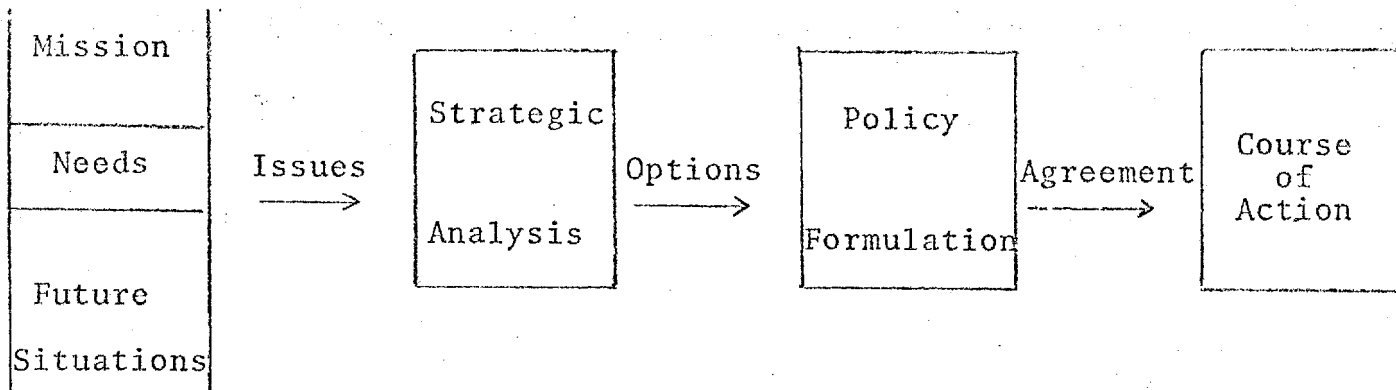 Mission
Needs
Future
Situations
Issues
Strategic
Analysis
Options
Policy
Formulation
Agreement
Course
of
Action